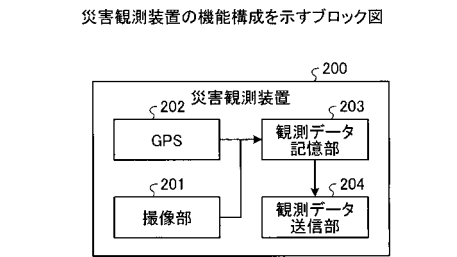 災害観測装置の機能構成を示すブロック図
200
災害観測装置
202
GPS
203
観測データ
記憶部
201
撮像部
204
観測データ
送信部